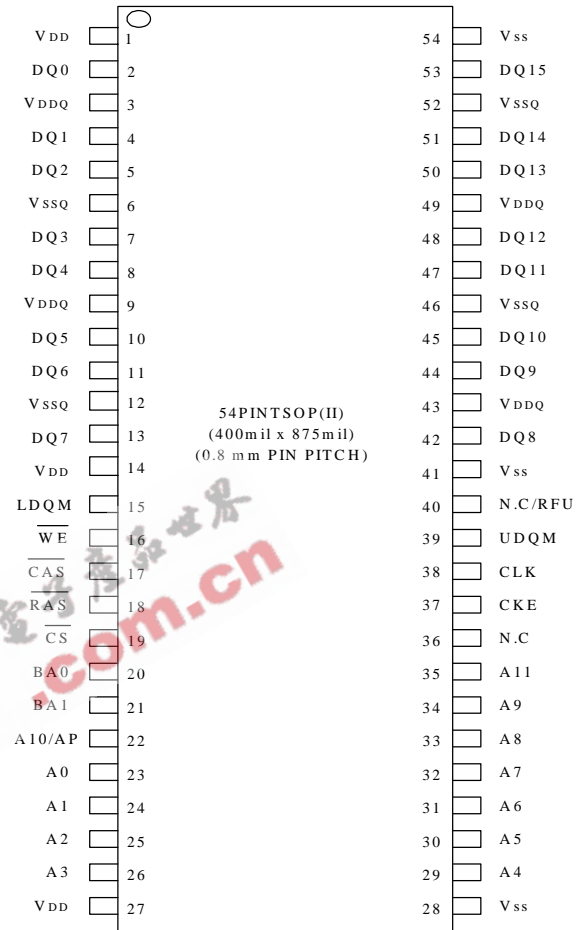 VDD 1 54 VSS
DQ0 2 53 DQ15
VDDQ 3 52 VSSQ
DQ1 4 51 DQ14
DQ2 5 50 DQ13
VSSQ 6 49 VDDQ
DQ3 7 48 DQ12
DQ4 8 47 DQ11
VDDQ 9 46 VSSQ
DQ5 10 45 DQ10
DQ6 11 44 DQ9
VSSQ 12 43 VDDQ
54PINTSOP(II)
(400mil x 875mil)
(0.8 mm PIN PITCH)
DQ7 13 42 DQ8
VDD 14 41 VSS
LDQM 15 40 N.C/RFU
WE 16 39 UDQM
CAS 17 38 CLK
RAS 18 37 CKE
CS 19 36 N.C
BA0 20 35 A11
BA1 21 34 A9
A10/AP 22 33 A8
A0 23 32 A7
A1 24 31 A6
A2 25 30 A5
A3 26 29 A4
VDD 27 28 VSS
子产品世界
.com.cn